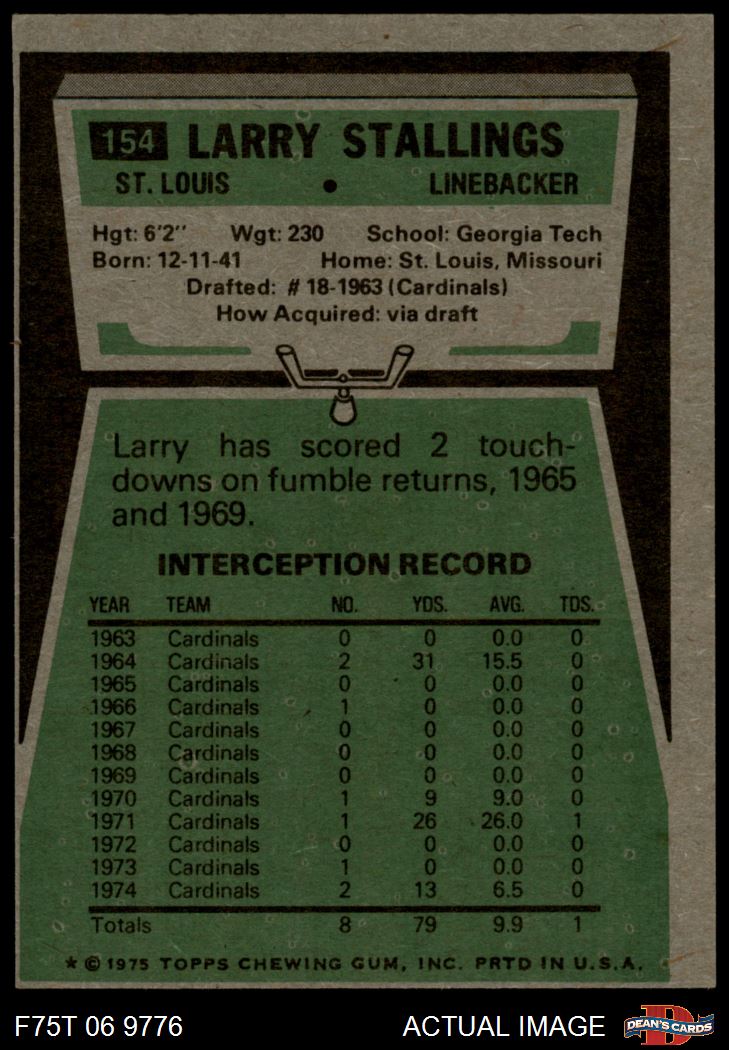 154 LARRY STALLINGS
ST. LOUIS • LINEBACKER
Hgt: 6'2" Wgt: 230 School: Georgia Tech
Born: 12-11-41 Home: St. Louis, Missouri
Drafted: # 18-1963 (Cardinals)
How Acquired: via draft
Larry has scored 2 touch-
downs on fumble returns, 1965
and 1969.
INTERCEPTION RECORD
YEAR TEAM NO. YDS. AVG. TDS.
1963 Cardinals 0 0 0.0 0
1964 Cardinals 2 31 15.5 0
1965 Cardinals 0 0 0.0 0
1966 Cardinals 1 0 0.0 0
1967 Cardinals 0 0 0.0 0
1968 Cardinals 0 0 0.0 0
1969 Cardinals 0 0 0.0 0
1970 Cardinals 1 9 9.0 0
1971 Cardinals 1 26 26.0 1
1972 Cardinals 0 0 0.0 0
1973 Cardinals 1 0 0.0 0
1974 Cardinals 2 13 6.5 0
Totals 8 79 9.9 1
* © 1975 TOPPS CHEWING GUM, INC. PRTD IN U.S.A.
F75T 06 9776 ACTUAL IMAGE D DEAN'S CARDS